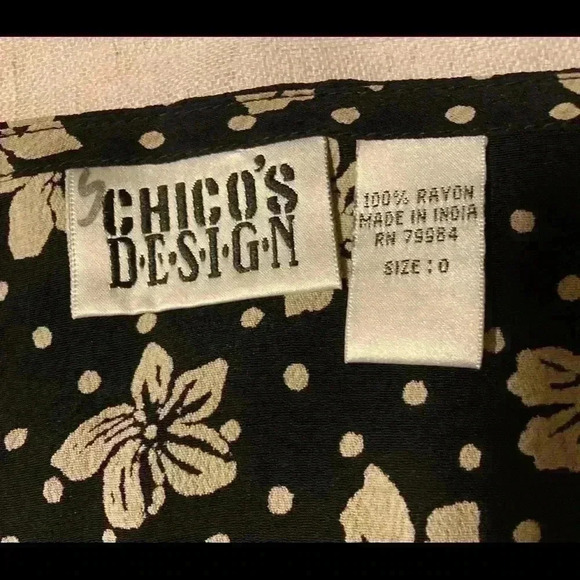 S
CHICO'S
D·E·S·I·G·N
100% RAYON
MADE IN INDIA
RN 79984
SIZE : 0